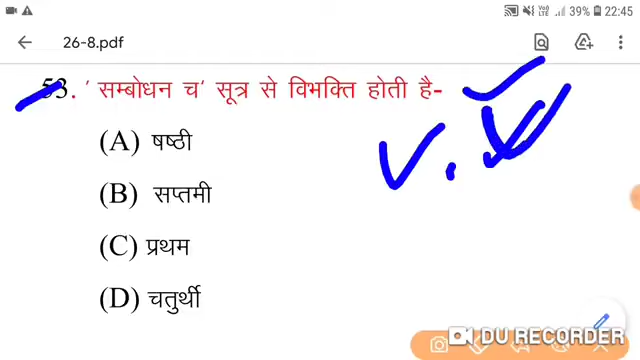 39% 22:45
26-8.pdf
53. ' सम्बोधन च' सूत्र से विभक्ति होती है-
(A) षष्ठी
(B) सप्तमी
(C) प्रथम
(D) चतुर्थी
DU RECORDER